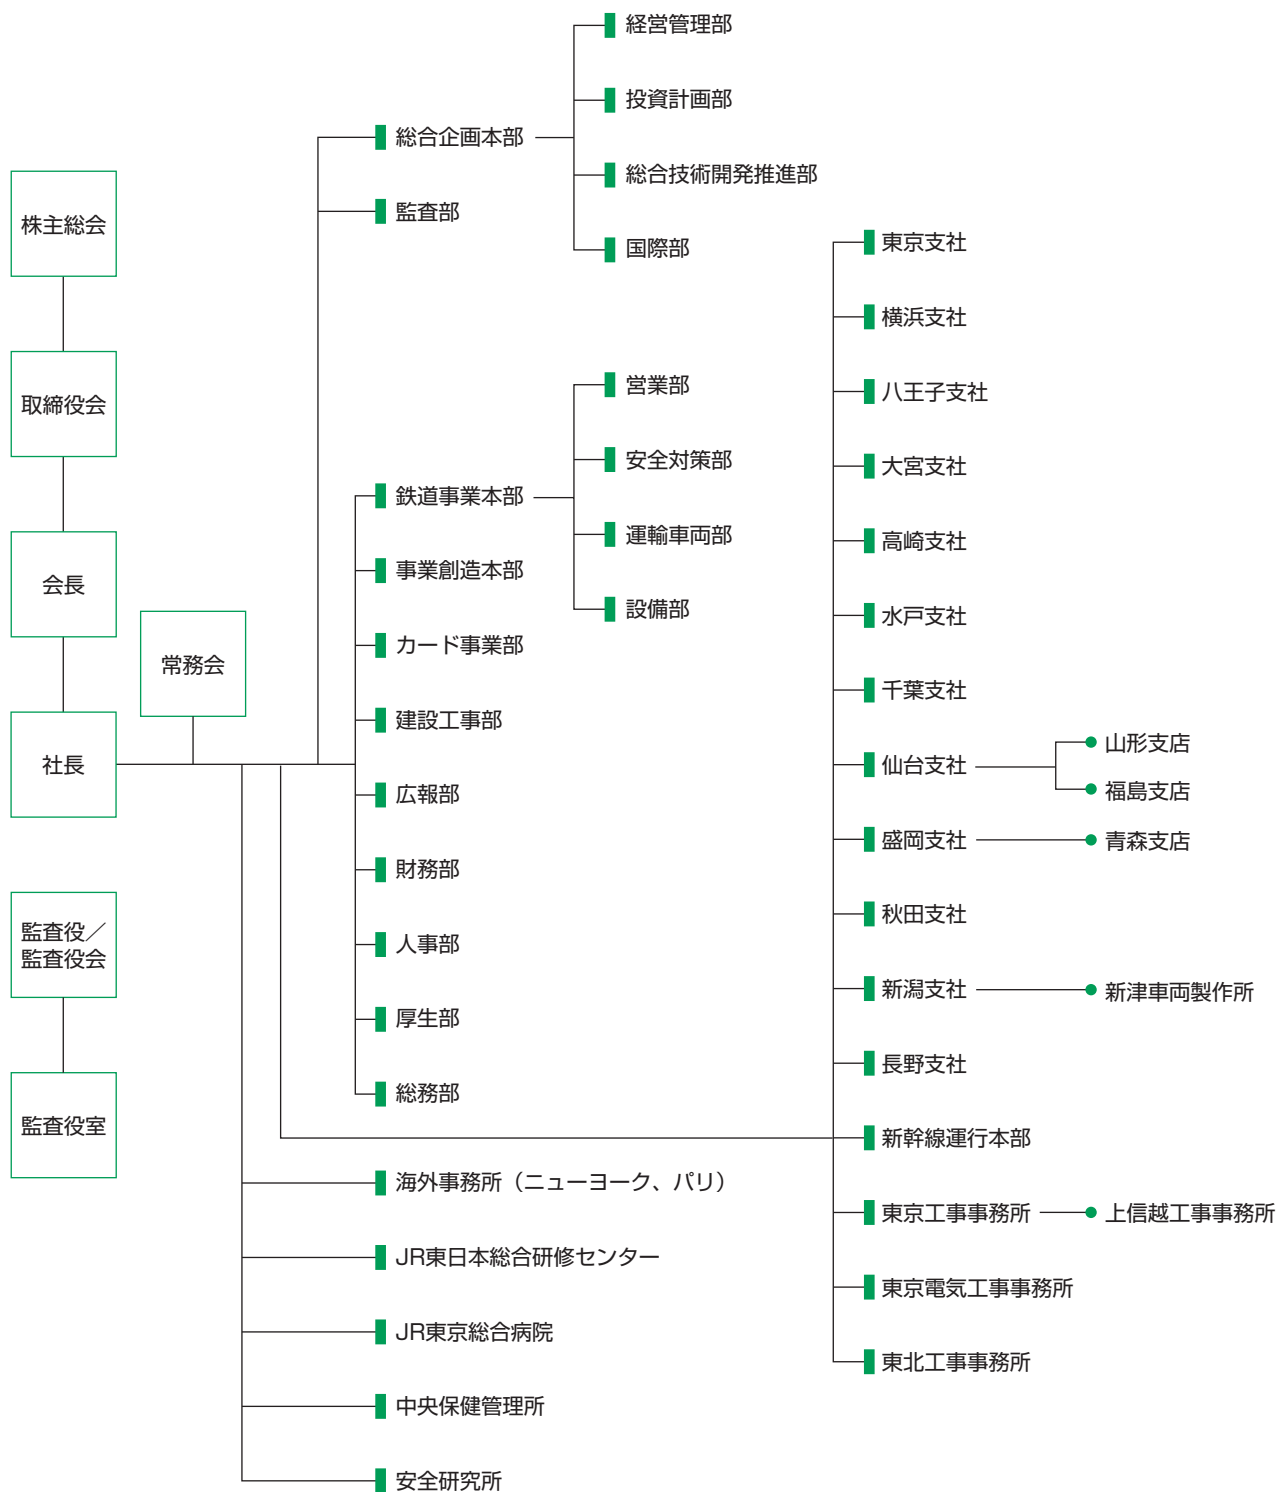 株主総会
取締役会
会長
常務会
社長
監査役／
監査役会
監査役室
総合企画本部
経営管理部
投資計画部
総合技術開発推進部
国際部
監査部
鉄道事業本部
営業部
安全対策部
運輸車両部
設備部
事業創造本部
カード事業部
建設工事部
広報部
財務部
人事部
厚生部
総務部
海外事務所（ニューヨーク、パリ）
JR東日本総合研修センター
JR東京総合病院
中央保健管理所
安全研究所
東京支社
横浜支社
八王子支社
大宮支社
高崎支社
水戸支社
千葉支社
仙台支社
山形支店
福島支店
盛岡支社
青森支店
秋田支社
新潟支社
新津車両製作所
長野支社
新幹線運行本部
東京工事事務所
上信越工事事務所
東京電気工事事務所
東北工事事務所